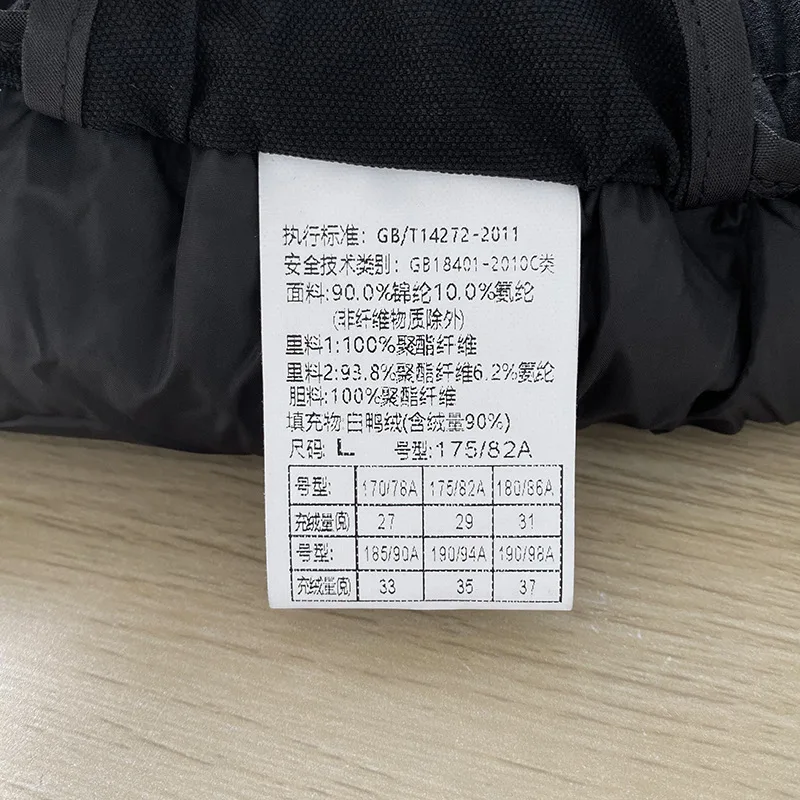 执行标准: GB/T14272-2011
安全技术类别: GB18401-2010C类
面料:90.0%锦纶10.0%氨纶
(非纤维物质除外)
里料1:100%聚酯纤维
里料2:93.8%聚酯纤维6.2%氨纶
胆料:100%聚酯纤维
填充物:白鸭绒(含绒量90%)
尺码: L 号型:175/82A
号型: 170/78A 175/82A 180/86A
充绒量(克) 27 29 31
号型: 185/90A 190/94A 190/98A
充绒量(克) 33 35 37